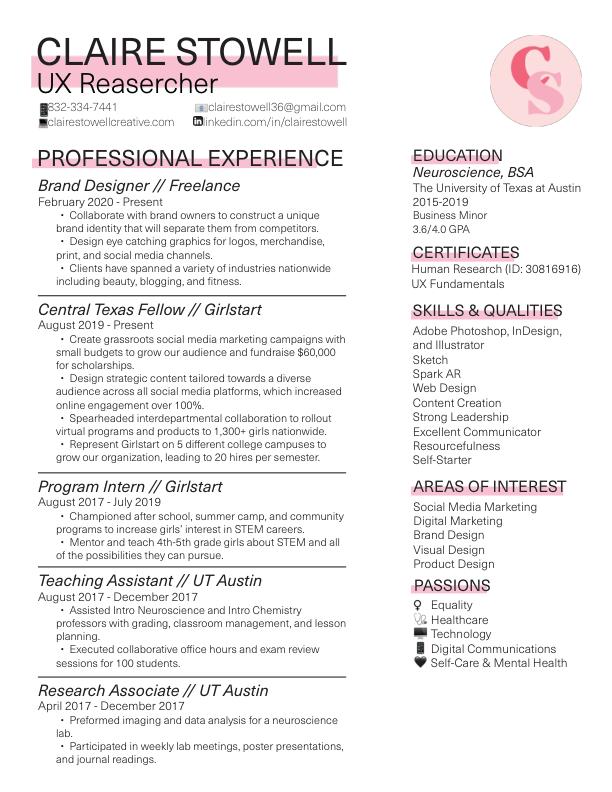 CLAIRE STOWELL
UX Reasercher
832-334-7441
clairestowell36@gmail.com
clairestowellcreative.com
in linkedin.com/in/clairestowell
CS
PROFESSIONAL EXPERIENCE
Brand Designer // Freelance
February 2020 - Present
• Collaborate with brand owners to construct a unique
brand identity that will separate them from competitors.
• Design eye catching graphics for logos, merchandise,
print, and social media channels.
• Clients have spanned a variety of industries nationwide
including beauty, blogging, and fitness.
Central Texas Fellow // Girlstart
August 2019 - Present
• Create grassroots social media marketing campaigns with
small budgets to grow our audience and fundraise $60,000
for scholarships.
• Design strategic content tailored towards a diverse
audience across all social media platforms, which increased
online engagement over 100%.
• Spearheaded interdepartmental collaboration to rollout
virtual programs and products to 1,300+ girls nationwide.
• Represent Girlstart on 5 different college campuses to
grow our organization, leading to 20 hires per semester.
Program Intern // Girlstart
August 2017 - July 2019
• Championed after school, summer camp, and community
programs to increase girls' interest in STEM careers.
• Mentor and teach 4th-5th grade girls about STEM and all
of the possibilities they can pursue.
Teaching Assistant // UT Austin
August 2017 - December 2017
• Assisted Intro Neuroscience and Intro Chemistry
professors with grading, classroom management, and lesson
planning.
• Executed collaborative office hours and exam review
sessions for 100 students.
Research Associate // UT Austin
April 2017 - December 2017
• Preformed imaging and data analysis for a neuroscience
lab.
• Participated in weekly lab meetings, poster presentations,
and journal readings.
EDUCATION
Neuroscience, BSA
The University of Texas at Austin
2015-2019
Business Minor
3.6/4.0 GPA
CERTIFICATES
Human Research (ID: 30816916)
UX Fundamentals
SKILLS & QUALITIES
Adobe Photoshop, InDesign,
and Illustrator
Sketch
Spark AR
Web Design
Content Creation
Strong Leadership
Excellent Communicator
Resourcefulness
Self-Starter
AREAS OF INTEREST
Social Media Marketing
Digital Marketing
Brand Design
Visual Design
Product Design
PASSIONS
Equality
Healthcare
Technology
Digital Communications
Self-Care & Mental Health